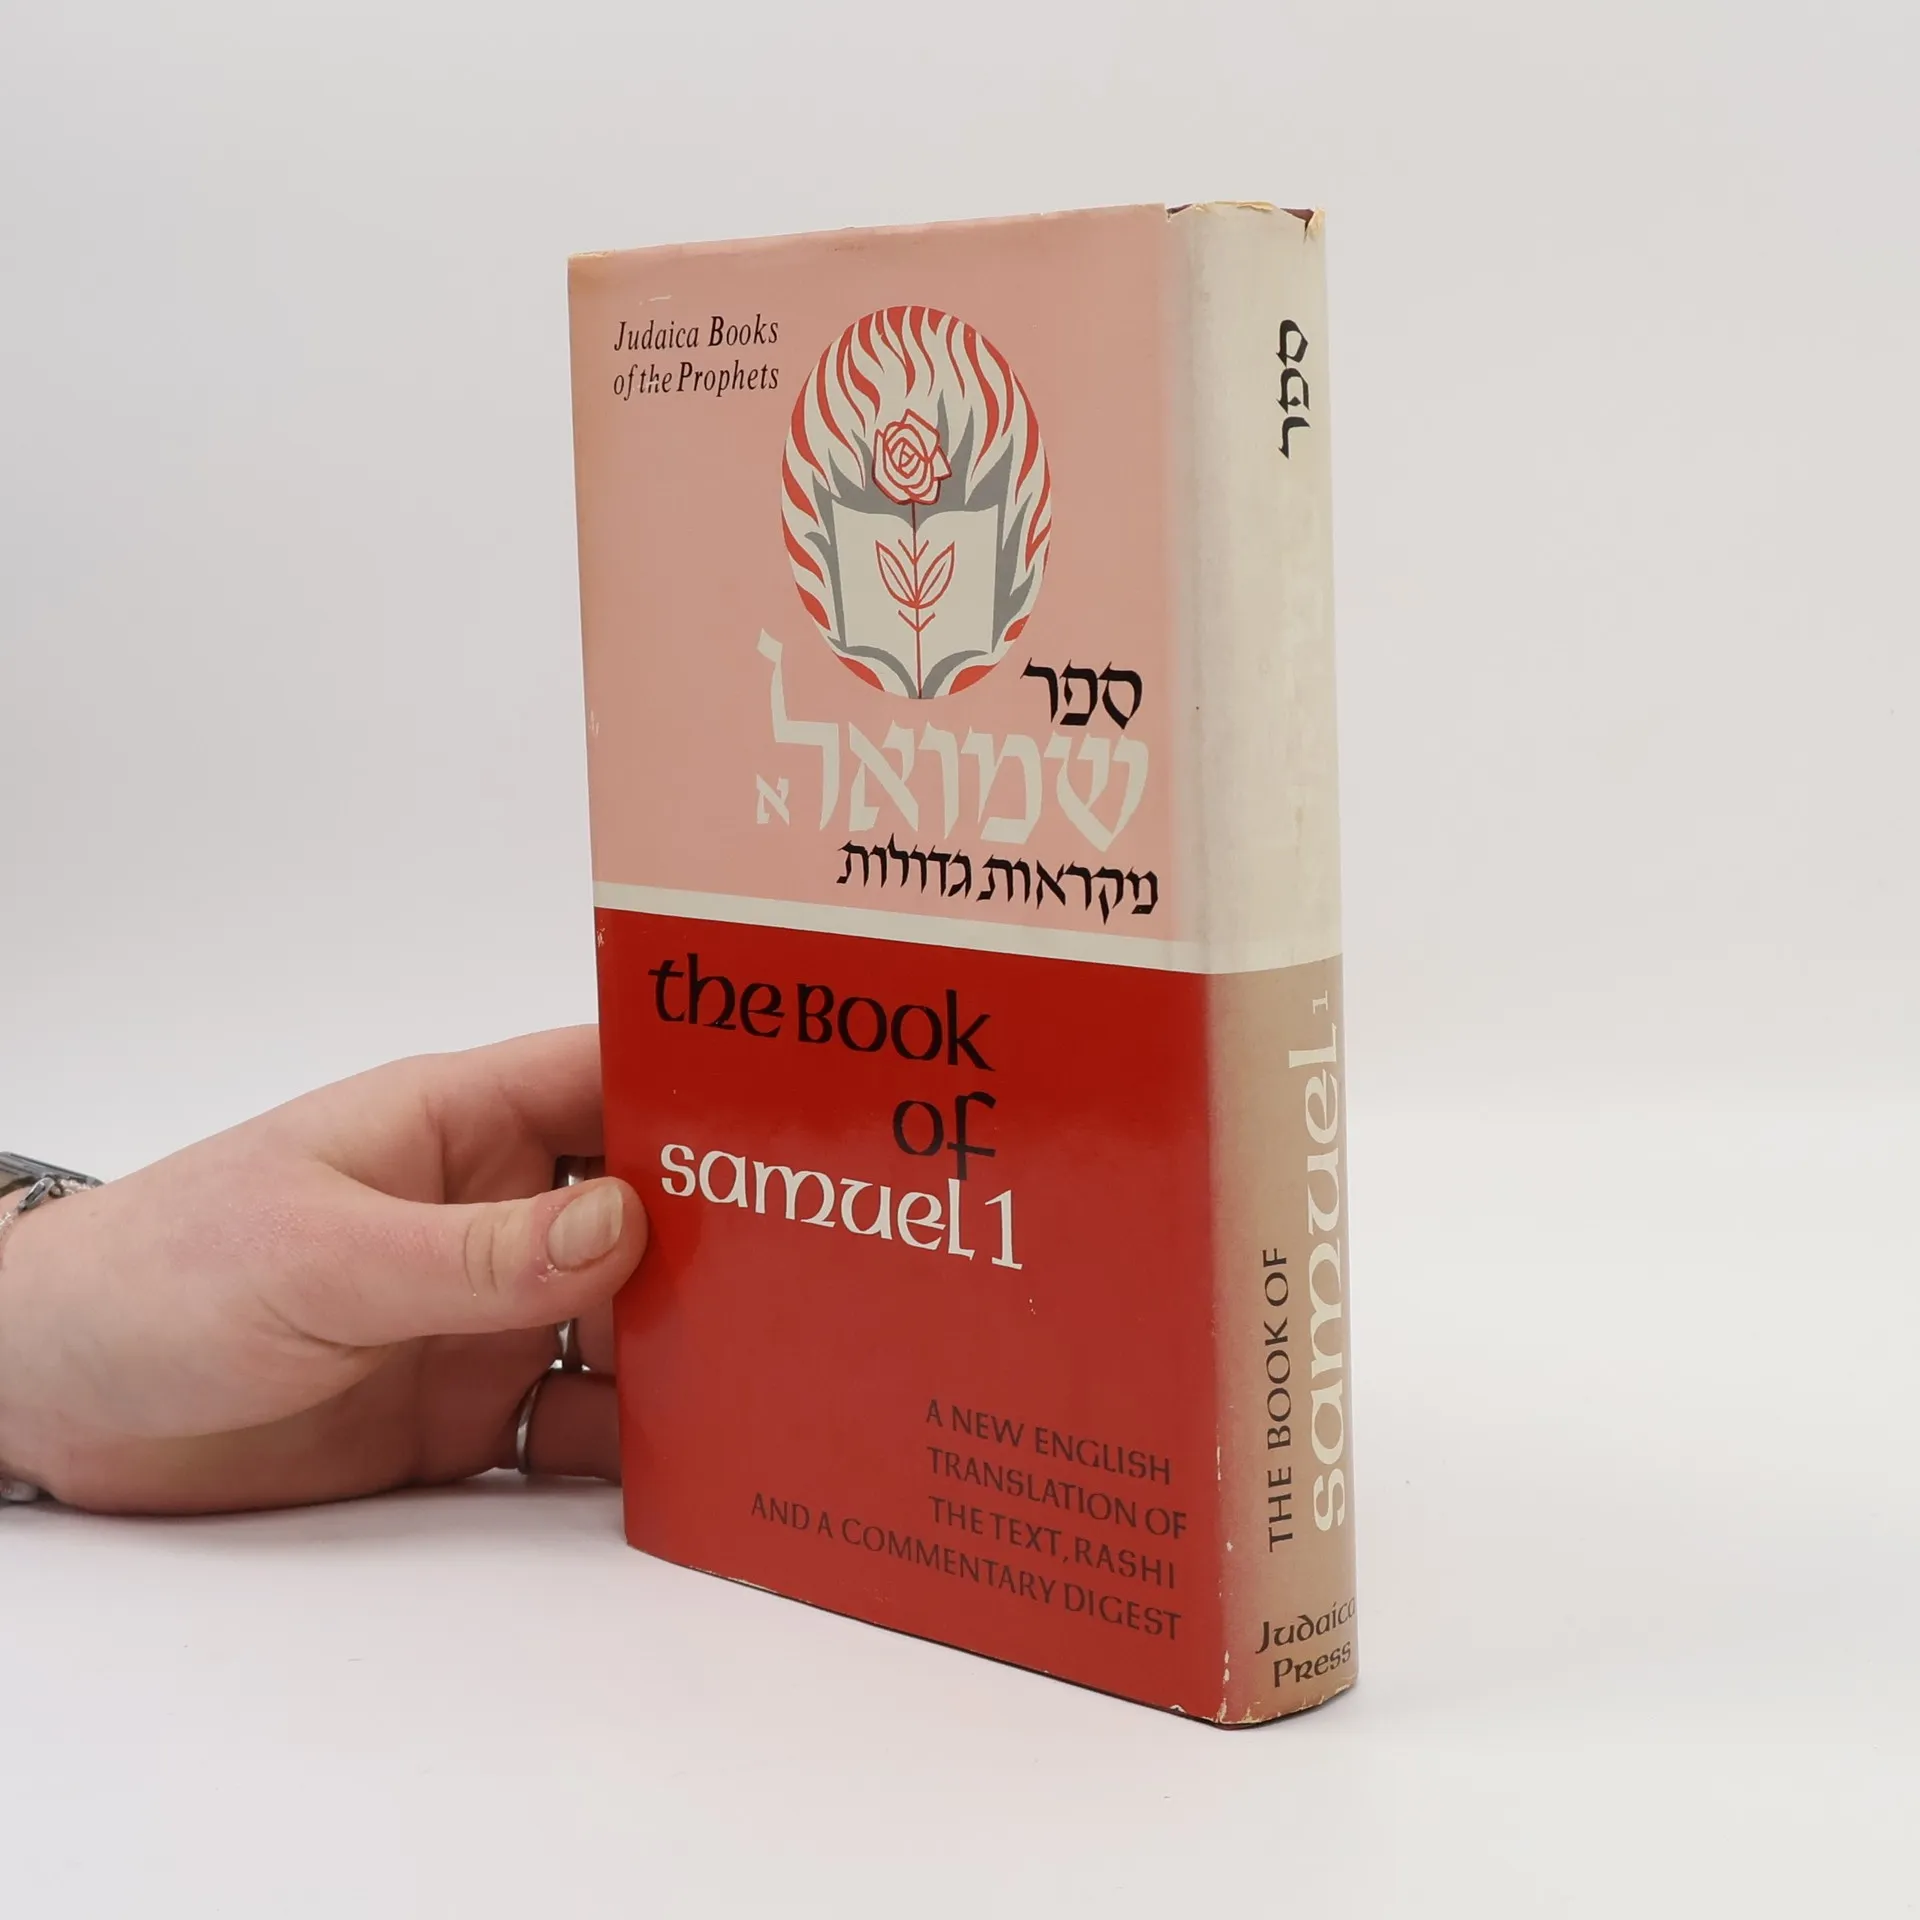 Judaica Books
of the Prophets
ספר
שמואל א
מקראות גדולות
the Book
of
samuel 1
A NEW ENGLISH
TRANSLATION OF
THE TEXT, RASHI
AND A COMMENTARY DIGEST
ספר
THE BOOK OF
samuel 1
Judaica
Press